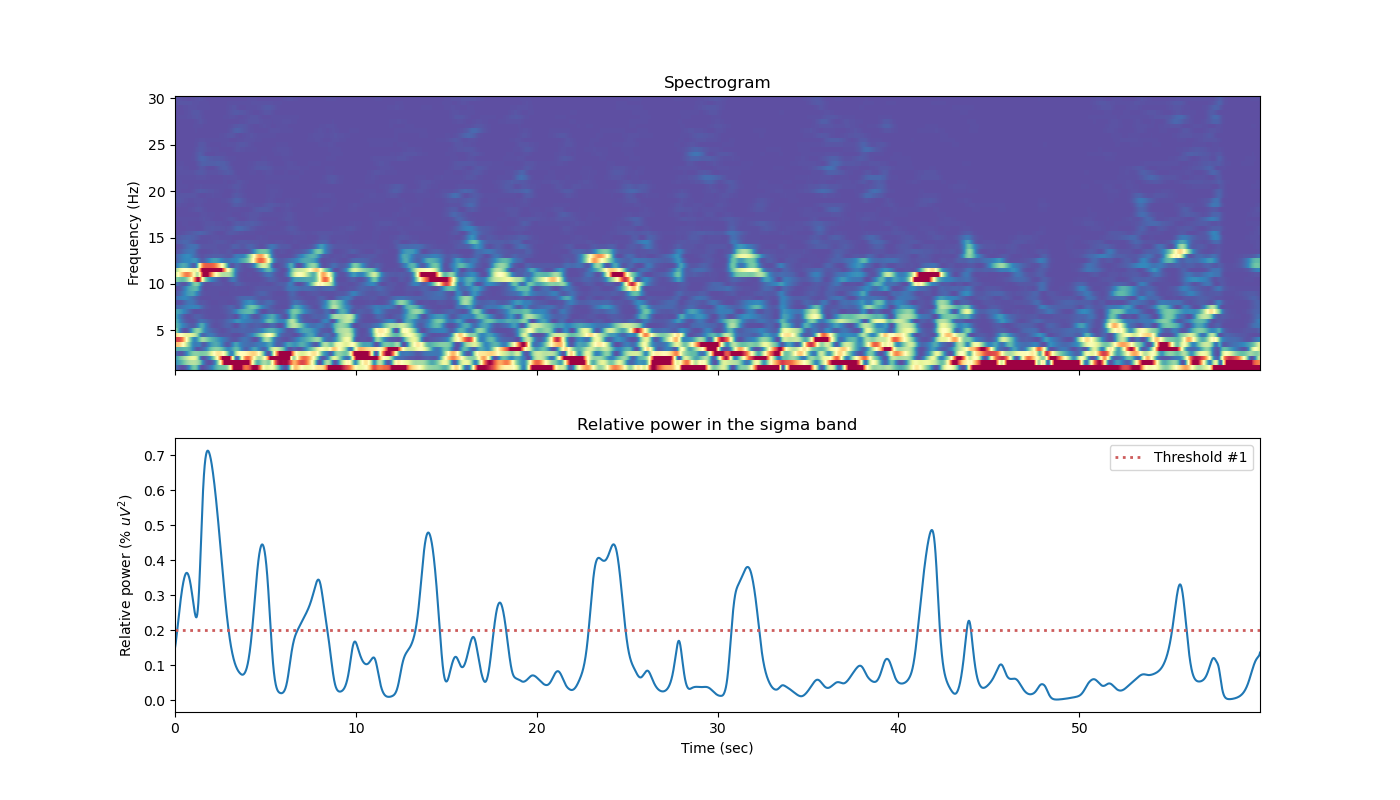 Spectrogram
30
25
20
15
10
5
Frequency (Hz)
Relative power in the sigma band
0.7
0.6
0.5
0.4
0.3
0.2
0.1
0.0
Relative power (% uV²)
Threshold #1
0 10 20 30 40 50
Time (sec)